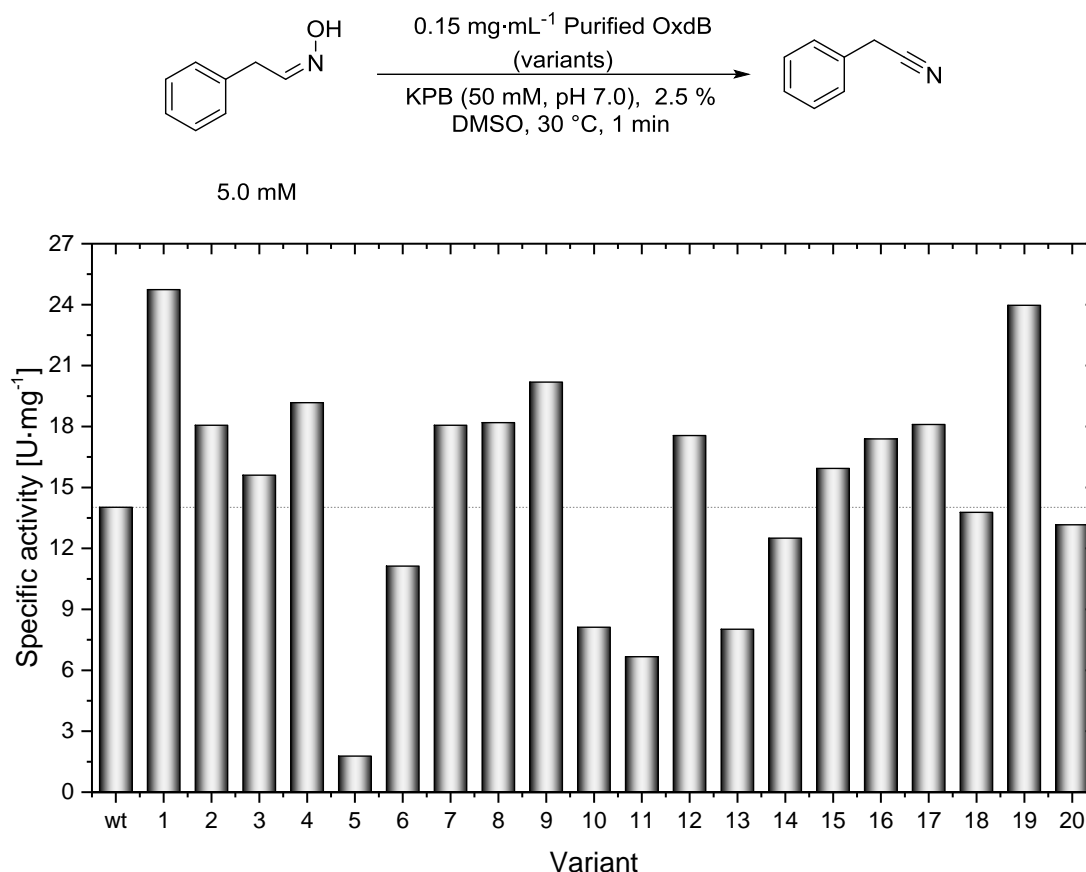 OH
N
0.15 mg·mL-1 Purified OxdB
(variants)
KPB (50 mM, pH 7.0), 2.5 %
DMSO, 30 °C, 1 min
N
5.0 mM
27
24
21
18
15
12
9
6
3
0
Specific activity [U·mg-1]
wt 1 2 3 4 5 6 7 8 9 10 11 12 13 14 15 16 17 18 19 20
Variant